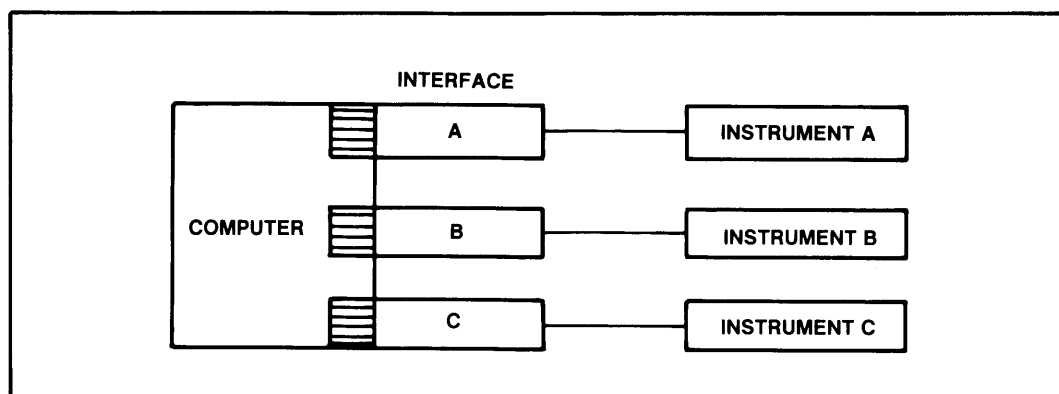 INTERFACE
A
INSTRUMENT A
COMPUTER
B
INSTRUMENT B
C
INSTRUMENT C